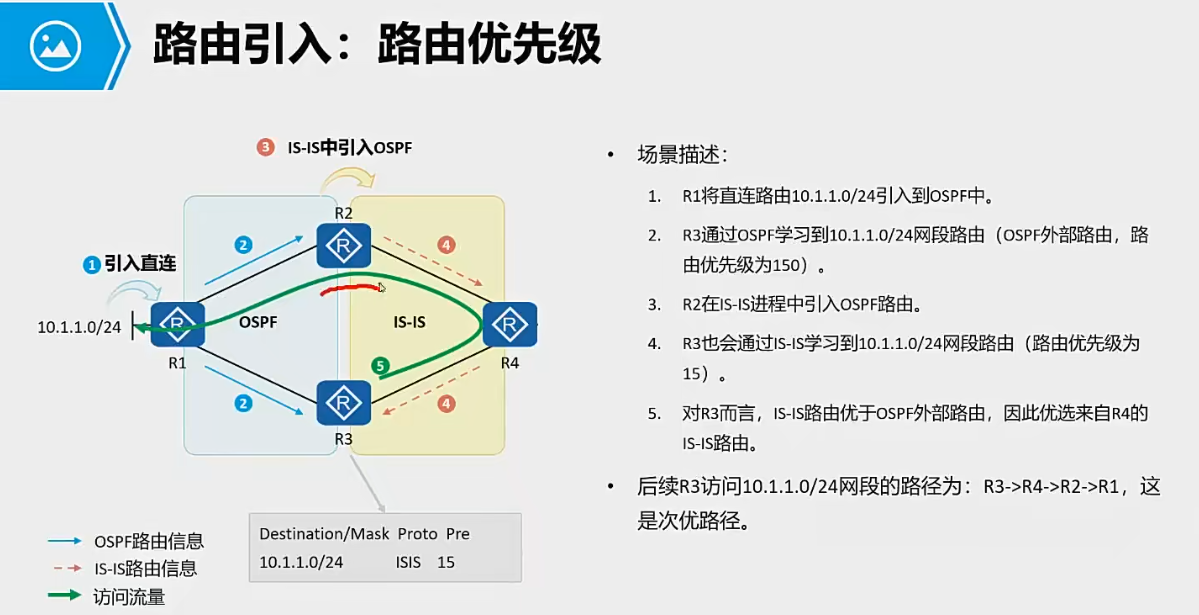 路由引入：路由优先级
3 IS-IS中引入OSPF
R2
2
4
1 引入直连
10.1.1.0/24
R
R
R
R
OSPF
IS-IS
R1
R4
5
2
4
R3
Destination/Mask Proto Pre
10.1.1.0/24 ISIS 15
OSPF路由信息
IS-IS路由信息
访问流量
• 场景描述：
1. R1将直连路由10.1.1.0/24引入到OSPF中。
2. R3通过OSPF学习到10.1.1.0/24网段路由（OSPF外部路由，路
由优先级为150）。
3. R2在IS-IS进程中引入OSPF路由。
4. R3也会通过IS-IS学习到10.1.1.0/24网段路由（路由优先级为
15）。
5. 对R3而言，IS-IS路由优于OSPF外部路由，因此优选来自R4的
IS-IS路由。
• 后续R3访问10.1.1.0/24网段的路径为：R3->R4->R2->R1，这
是次优路径。